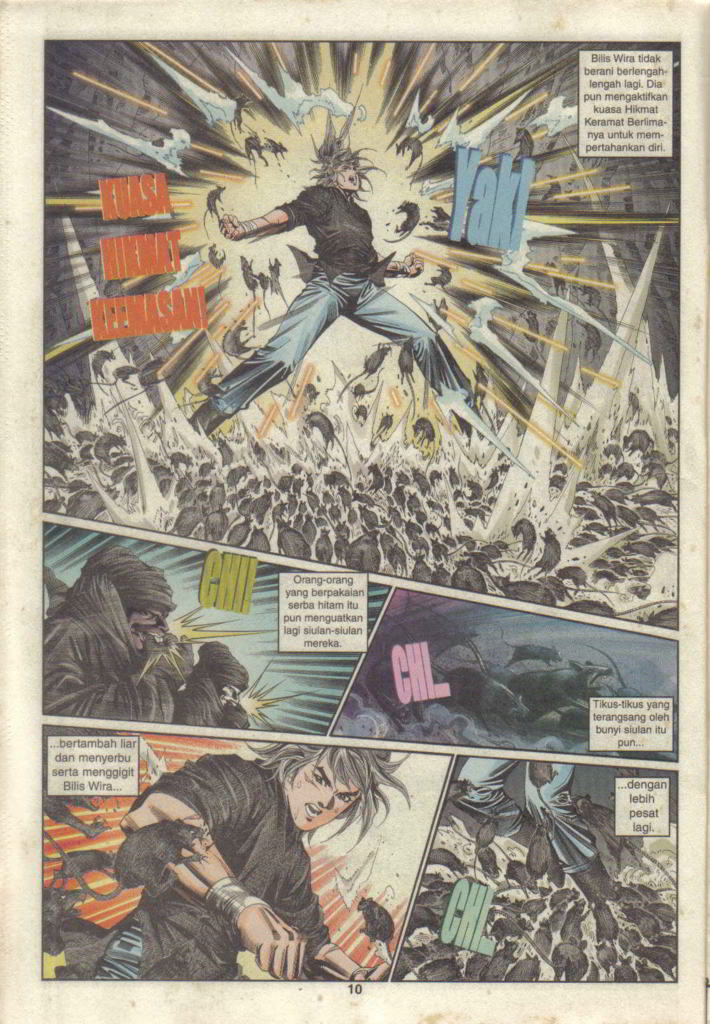 Bilis Wira tidak
berani berlengah-
lengah lagi. Dia
pun mengaktifkan
kuasa Hikmat
Keramat Berlima-
nya untuk mem-
pertahankan diri.
KUASA
HIKMAT
KEEMASAN!
Yak!
CHI!
Orang-orang
yang berpakaian
serba hitam itu
pun menguatkan
lagi siulan-siulan
mereka.
CHI..
Tikus-tikus yang
terangsang oleh
bunyi siulan itu
pun...
...bertambah liar
dan menyerbu
serta menggigit
Bilis Wira...
...dengan
lebih
pesat
lagi.
CHI..
10